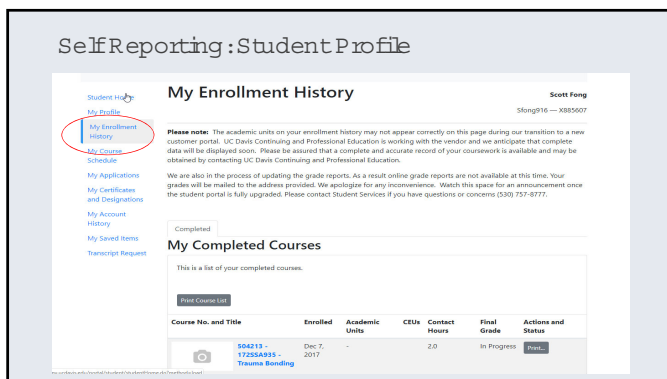 Self Reporting: Student Profile
Student Home
My Profile
My Enrollment
History
My Course
Schedule
My Applications
My Certificates
and Designations
My Account
History
My Saved Items
Transcript Request
My Enrollment History
Scott Fong
Sfong916 — X885607
Please note: The academic units on your enrollment history may not appear correctly on this page during our transition to a new
customer portal. UC Davis Continuing and Professional Education is working with the vendor and we anticipate that complete
data will be displayed soon. Please be assured that a complete and accurate record of your coursework is available and may be
obtained by contacting UC Davis Continuing and Professional Education.
We are also in the process of updating the grade reports. As a result online grade reports are not available at this time. Your
grades will be mailed to the address provided. We apologize for any inconvenience. Watch this space for an announcement once
the student portal is fully upgraded. Please contact Student Services if you have questions or concerns (530) 757-8777.
Completed
My Completed Courses
This is a list of your completed courses.
Print Course List
Course No. and Title Enrolled Academic Units CEUs Contact Hours Final Grade Actions and Status
504213 -
172SSA935 -
Trauma Bonding
Dec 7,
2017
-
2.0
In Progress
Print...